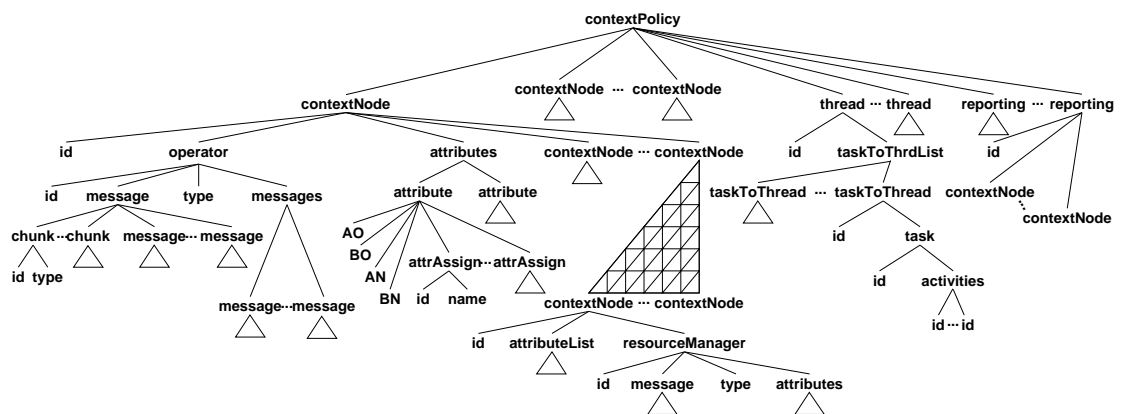 contextPolicy
contextNode ··· contextNode
contextNode
thread ··· thread
reporting ··· reporting
id
operator
attributes
contextNode ··· contextNode
id
taskToThrdList
id
id
message
type
messages
attribute
attribute
taskToThread ··· taskToThread
contextNode
contextNode
chunk···chunk
message···message
AO
BO
AN
BN
attrAssign···attrAssign
id
task
id type
id
name
id
activities
message···message
contextNode ··· contextNode
id···id
id
attributeList
resourceManager
id
message
type
attributes